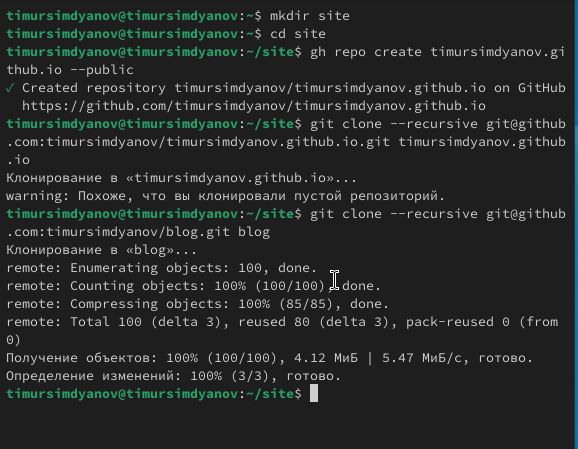 timursimdyanov@timursimdyanov:~$ mkdir site
timursimdyanov@timursimdyanov:~$ cd site
timursimdyanov@timursimdyanov:~/site$ gh repo create timursimdyanov.gi
thub.io --public
✓ Created repository timursimdyanov/timursimdyanov.github.io on GitHub
  https://github.com/timursimdyanov/timursimdyanov.github.io
timursimdyanov@timursimdyanov:~/site$ git clone --recursive git@github
.com:timursimdyanov/timursimdyanov.github.io.git timursimdyanov.github
.io
Клонирование в «timursimdyanov.github.io»...
warning: Похоже, что вы клонировали пустой репозиторий.
timursimdyanov@timursimdyanov:~/site$ git clone --recursive git@github
.com:timursimdyanov/blog.git blog
Клонирование в «blog»...
remote: Enumerating objects: 100, done.
remote: Counting objects: 100% (100/100), done.
remote: Compressing objects: 100% (85/85), done.
remote: Total 100 (delta 3), reused 80 (delta 3), pack-reused 0 (from
0)
Получение объектов: 100% (100/100), 4.12 МиБ | 5.47 МиБ/с, готово.
Определение изменений: 100% (3/3), готово.
timursimdyanov@timursimdyanov:~/site$